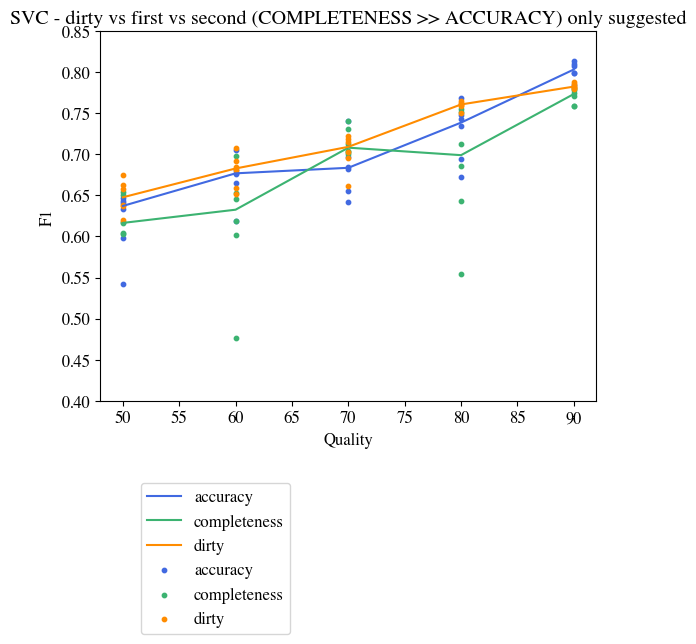 SVC - dirty vs first vs second (COMPLETENESS >> ACCURACY) only suggested
0.85
0.80
0.75
0.70
0.65
0.60
0.55
0.50
0.45
0.40
F1
50 55 60 65 70 75 80 85 90
Quality
accuracy
completeness
dirty
accuracy
completeness
dirty